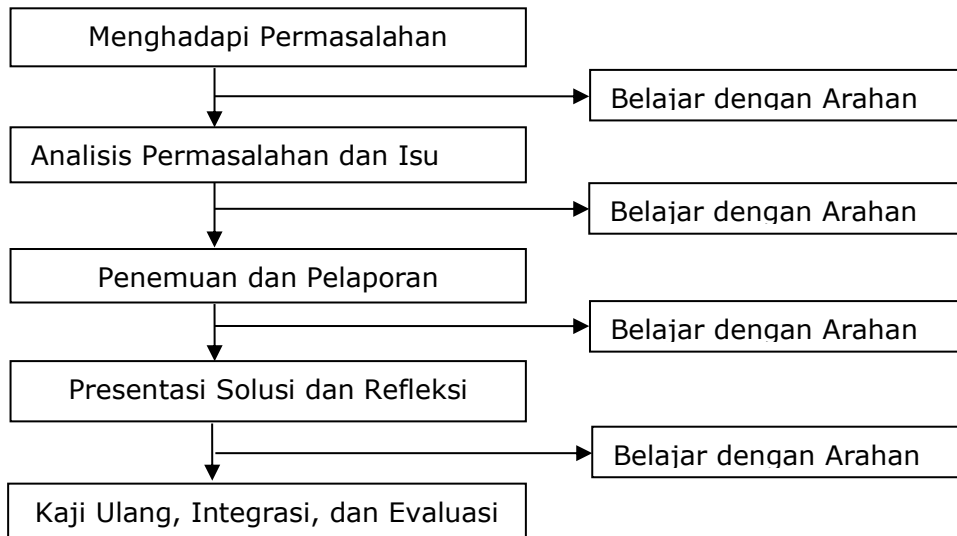 Menghadapi Permasalahan
Belajar dengan Arahan
Analisis Permasalahan dan Isu
Belajar dengan Arahan
Penemuan dan Pelaporan
Belajar dengan Arahan
Presentasi Solusi dan Refleksi
Belajar dengan Arahan
Kaji Ulang, Integrasi, dan Evaluasi